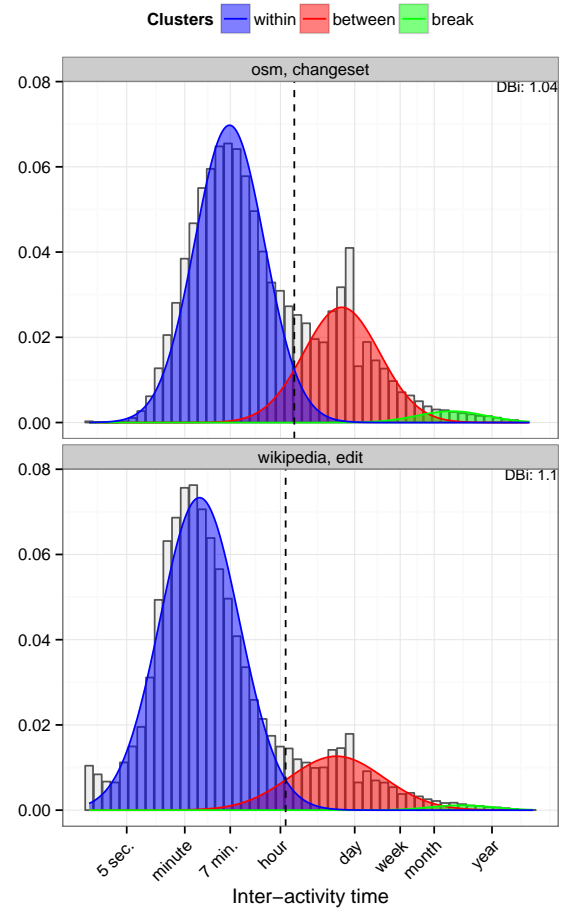 Clusters within between break
osm, changeset
DBi: 1.04
0.08
0.06
0.04
0.02
0.00
wikipedia, edit
DBi: 1.1
0.08
0.06
0.04
0.02
0.00
5 sec. minute 7 min. hour day week month year
Inter−activity time